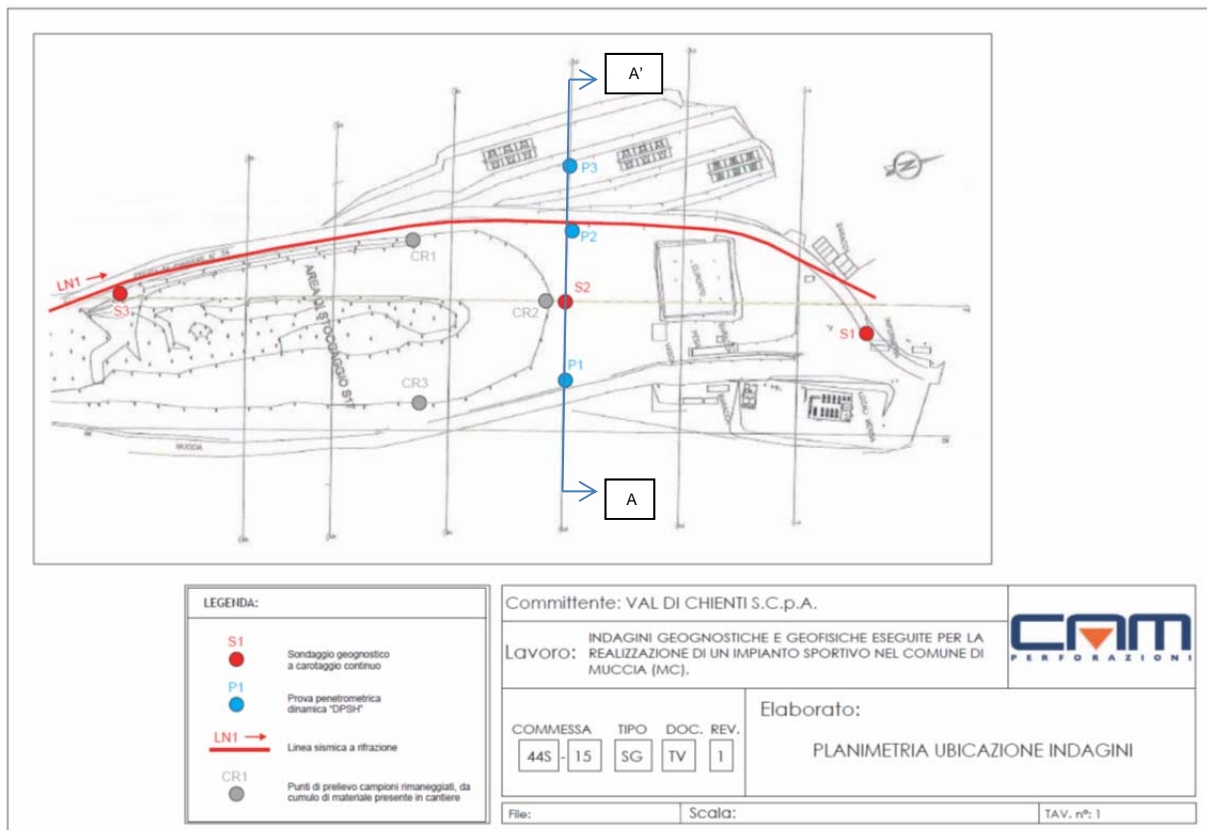 A'
P3
N
P2
CR1
BARACCHE
LN1
S3
AREA DI STOCCAGGIO S17
CR2
S2
S1
P1
CR3
LOCALI MENSA
LEGENDA:
S1
Sondaggio geognostico
a carotaggio continuo
P1
Prova penetrometrica
dinamica "DPSH"
LN1
Linea sismica a rifrazione
CR1
Punti di prelievo campioni rimaneggiati, da
cumulo di materiale presente in cantiere
A
Committente: VAL DI CHIENTI S.C.p.A.
Lavoro: INDAGINI GEOGNOSTICHE E GEOFISICHE ESEGUITE PER LA
REALIZZAZIONE DI UN IMPIANTO SPORTIVO NEL COMUNE DI
MUCCIA (MC).
CAM
PERFORAZIONI
COMMESSA TIPO DOC. REV.
44S - 15 SG TV 1
Elaborato:
PLANIMETRIA UBICAZIONE INDAGINI
File:
Scala:
TAV. n°: 1